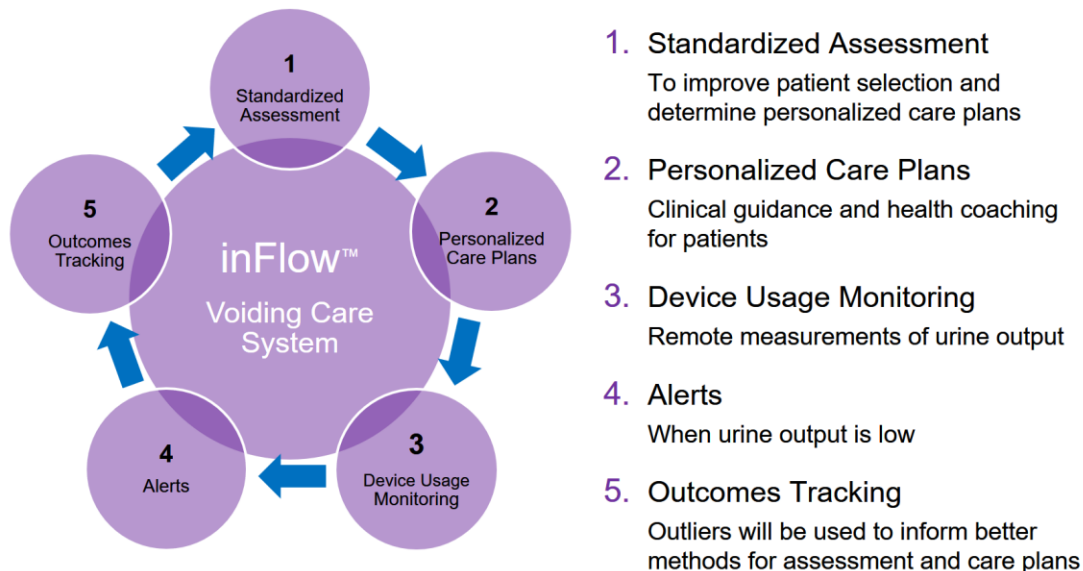 1
Standardized
Assessment
2
Personalized
Care Plans
3
Device Usage
Monitoring
4
Alerts
5
Outcomes
Tracking
inFlow™
Voiding Care
System
1. Standardized Assessment
To improve patient selection and
determine personalized care plans
2. Personalized Care Plans
Clinical guidance and health coaching
for patients
3. Device Usage Monitoring
Remote measurements of urine output
4. Alerts
When urine output is low
5. Outcomes Tracking
Outliers will be used to inform better
methods for assessment and care plans